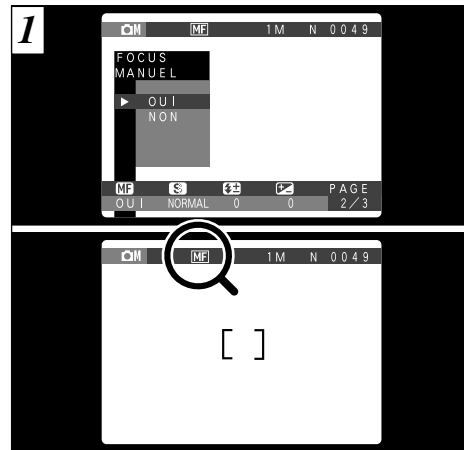 1
M MF 1M N 0049
FOCUS
MANUEL
OUI
NON
MF S PAGE
OUI NORMAL 0 0 2/3
M MF 1M N 0049
[ ]